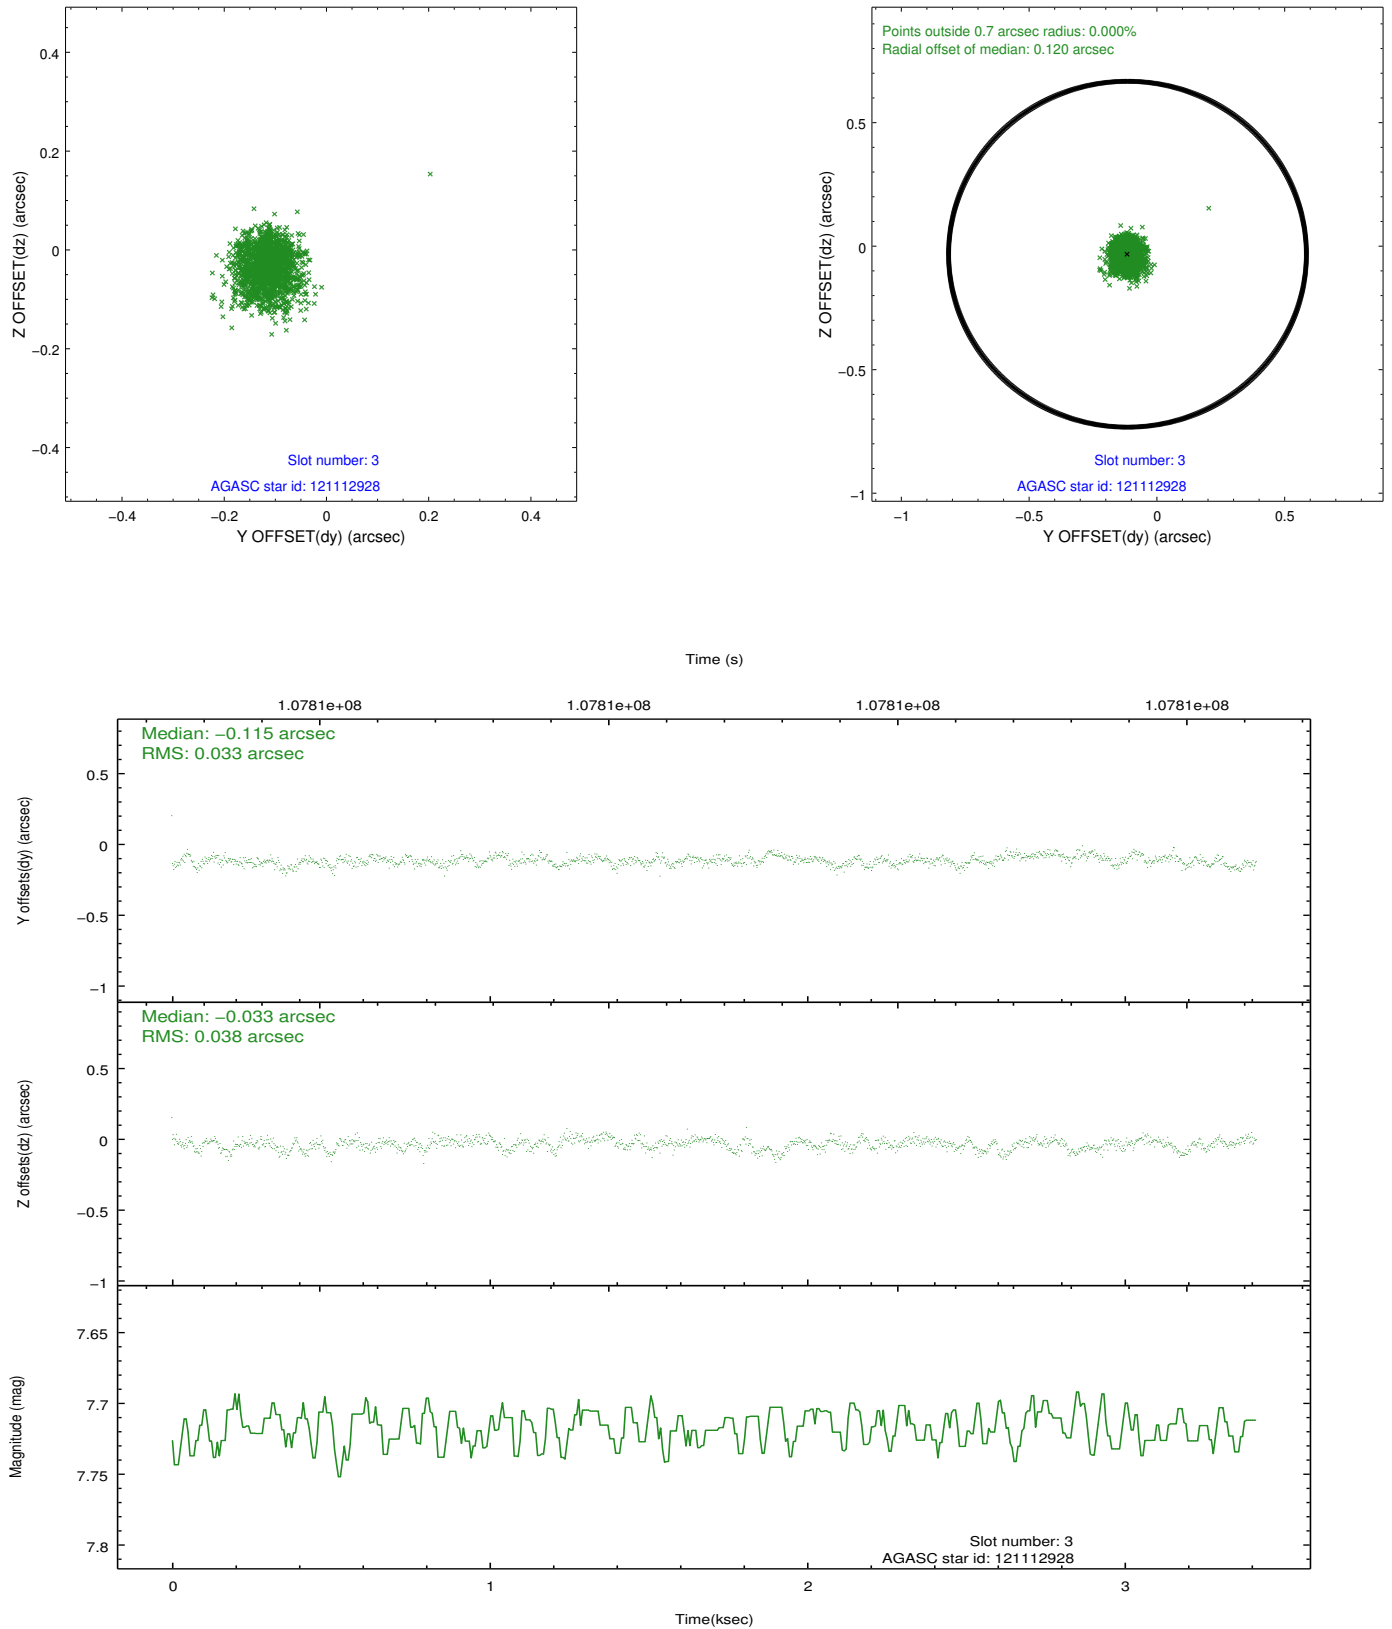 0.4
0.2
0
−0.2
−0.4
Z OFFSET(dz) (arcsec)
Slot number: 3
AGASC star id: 121112928
−0.4 −0.2 0 0.2 0.4
Y OFFSET(dy) (arcsec)
Points outside 0.7 arcsec radius: 0.000%
Radial offset of median: 0.120 arcsec
0.5
0
−0.5
−1
Z OFFSET(dz) (arcsec)
Slot number: 3
AGASC star id: 121112928
−1 −0.5 0 0.5
Y OFFSET(dy) (arcsec)
Time (s)
1.0781e+08 1.0781e+08 1.0781e+08 1.0781e+08
Median: −0.115 arcsec
RMS: 0.033 arcsec
0.5
0
−0.5
−1
Y offsets(dy) (arcsec)
Median: −0.033 arcsec
RMS: 0.038 arcsec
0.5
0
−0.5
−1
Z offsets(dz) (arcsec)
7.65
7.7
7.75
7.8
Magnitude (mag)
Slot number: 3
AGASC star id: 121112928
0 1 2 3
Time(ksec)